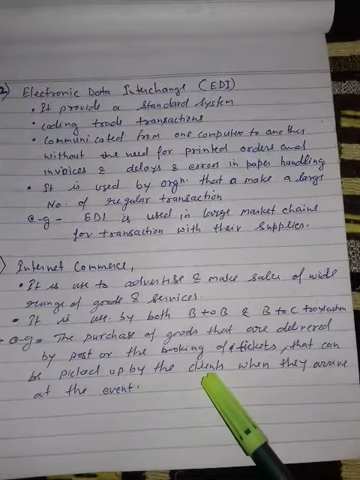 2) Electronic Data Interchange (EDI)
• It provide a standard system
• coding trade transactions
• communicated from one computer to another
without the need for printed orders and
invoices & delays & errors in paper handling
• It is used by orgn. that a make a large
No. of regular transaction
e-g - EDI is used in large market chains
for transaction with their supplier.
) Internet Commerce,
• It is use to advertise & make sales of wide
range of goods & services.
• It is use by both B to B & B to C transaction
e-g = The purchase of goods that are delivered
by post or the booking of tickets, that can
be picked up by the clients when they arrive
at the event.